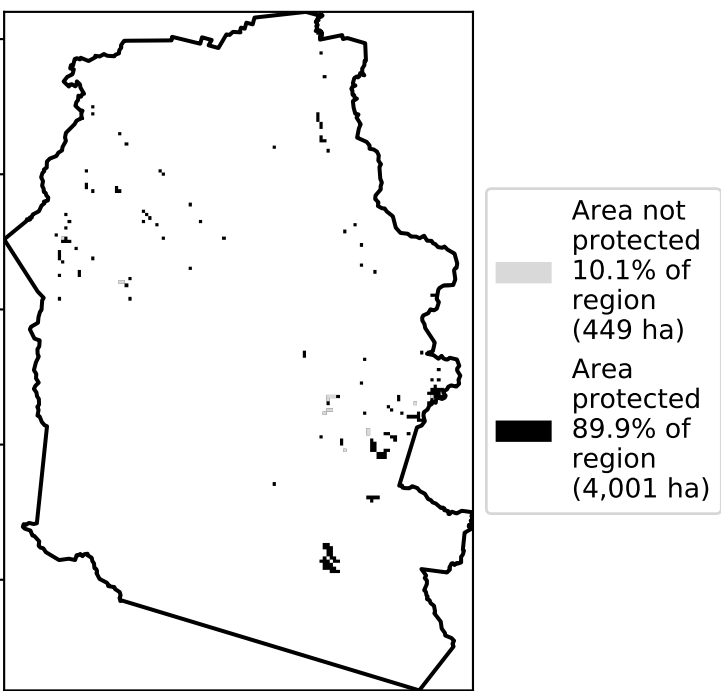 Area not
protected
10.1% of
region
(449 ha)
Area
protected
89.9% of
region
(4,001 ha)